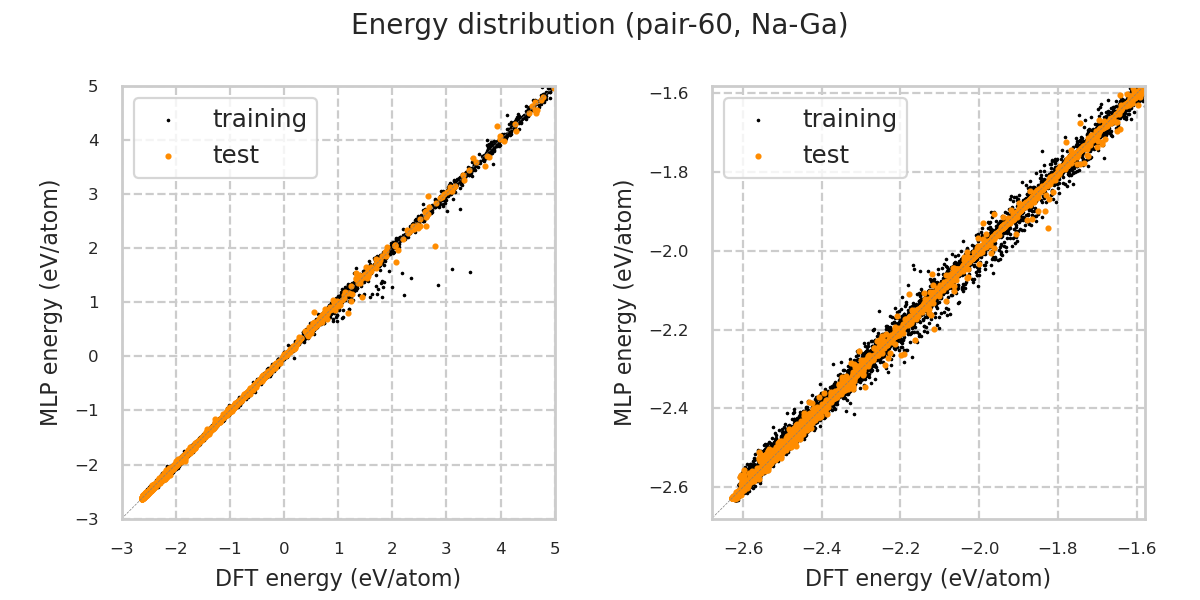 Energy distribution (pair-60, Na-Ga)
MLP energy (eV/atom)
5
4
3
2
1
0
−1
−2
−3
training
test
−3 −2 −1 0 1 2 3 4 5
DFT energy (eV/atom)
MLP energy (eV/atom)
−1.6
−1.8
−2.0
−2.2
−2.4
−2.6
training
test
−2.6 −2.4 −2.2 −2.0 −1.8 −1.6
DFT energy (eV/atom)